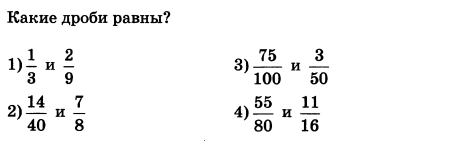 Какие дроби равны?
1) 1/3 и 2/9
3) 75/100 и 3/50
2) 14/40 и 7/8
4) 55/80 и 11/16